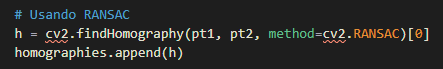 # Usando RANSAC
h = cv2.findHomography(pt1, pt2, method=cv2.RANSAC)[0]
homographies.append(h)